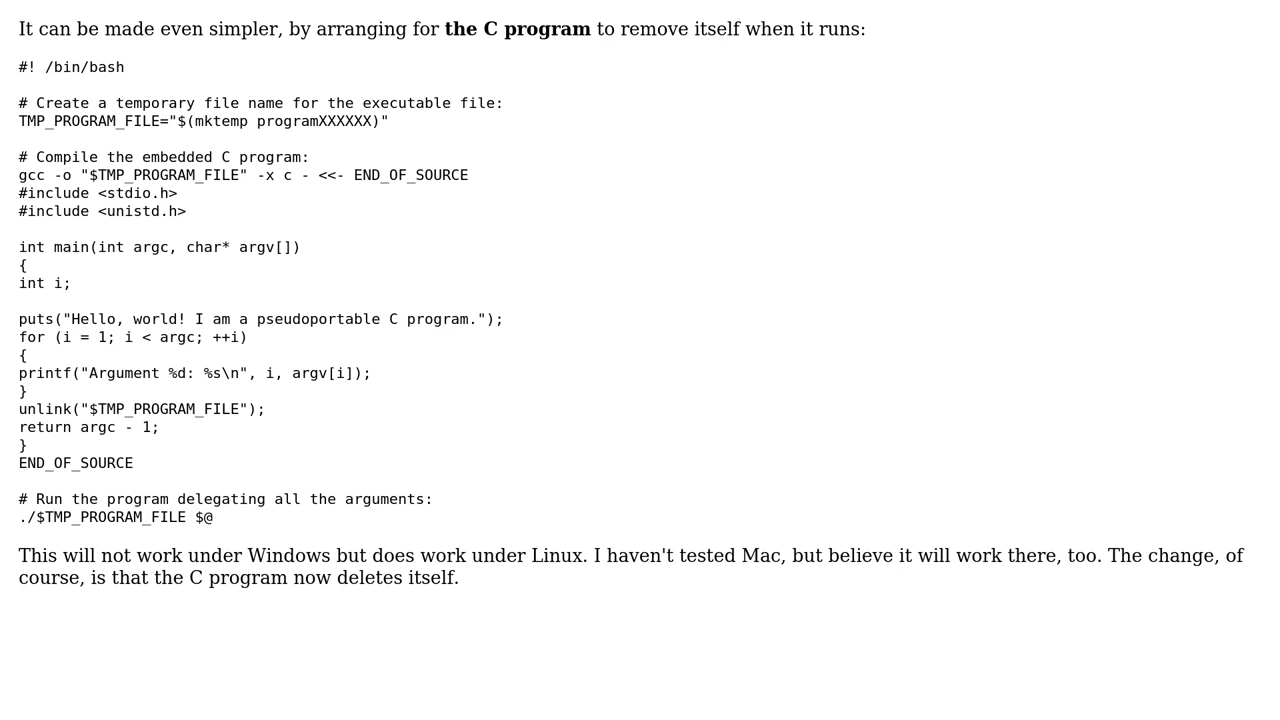 It can be made even simpler, by arranging for the C program to remove itself when it runs:
#! /bin/bash
# Create a temporary file name for the executable file:
TMP_PROGRAM_FILE="$(mktemp programXXXXXX)"
# Compile the embedded C program:
gcc -o "$TMP_PROGRAM_FILE" -x c - <<- END_OF_SOURCE
#include <stdio.h>
#include <unistd.h>
int main(int argc, char* argv[])
{
int i;
puts("Hello, world! I am a pseudoportable C program.");
for (i = 1; i < argc; ++i)
{
printf("Argument %d: %s\n", i, argv[i]);
}
unlink("$TMP_PROGRAM_FILE");
return argc - 1;
}
END_OF_SOURCE
# Run the program delegating all the arguments:
./$TMP_PROGRAM_FILE $@
This will not work under Windows but does work under Linux. I haven't tested Mac, but believe it will work there, too. The change, of
course, is that the C program now deletes itself.